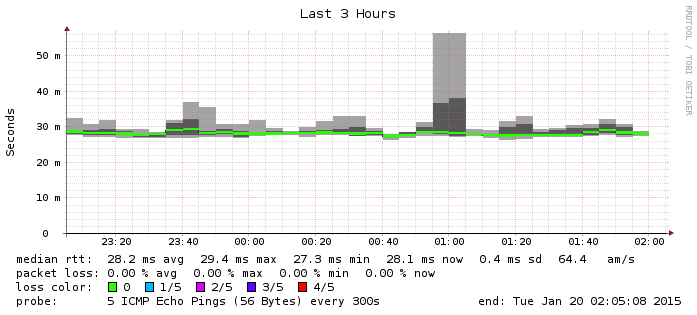 Last 3 Hours
RRDTOOL / TOBI OETIKER
Seconds
50 m
40 m
30 m
20 m
10 m
0
23:20 23:40 00:00 00:20 00:40 01:00 01:20 01:40 02:00
median rtt: 28.2 ms avg 29.4 ms max 27.3 ms min 28.1 ms now 0.4 ms sd 64.4 am/s
packet loss: 0.00 % avg 0.00 % max 0.00 % min 0.00 % now
loss color: 0 1/5 2/5 3/5 4/5
probe: 5 ICMP Echo Pings (56 Bytes) every 300s end: Tue Jan 20 02:05:08 2015